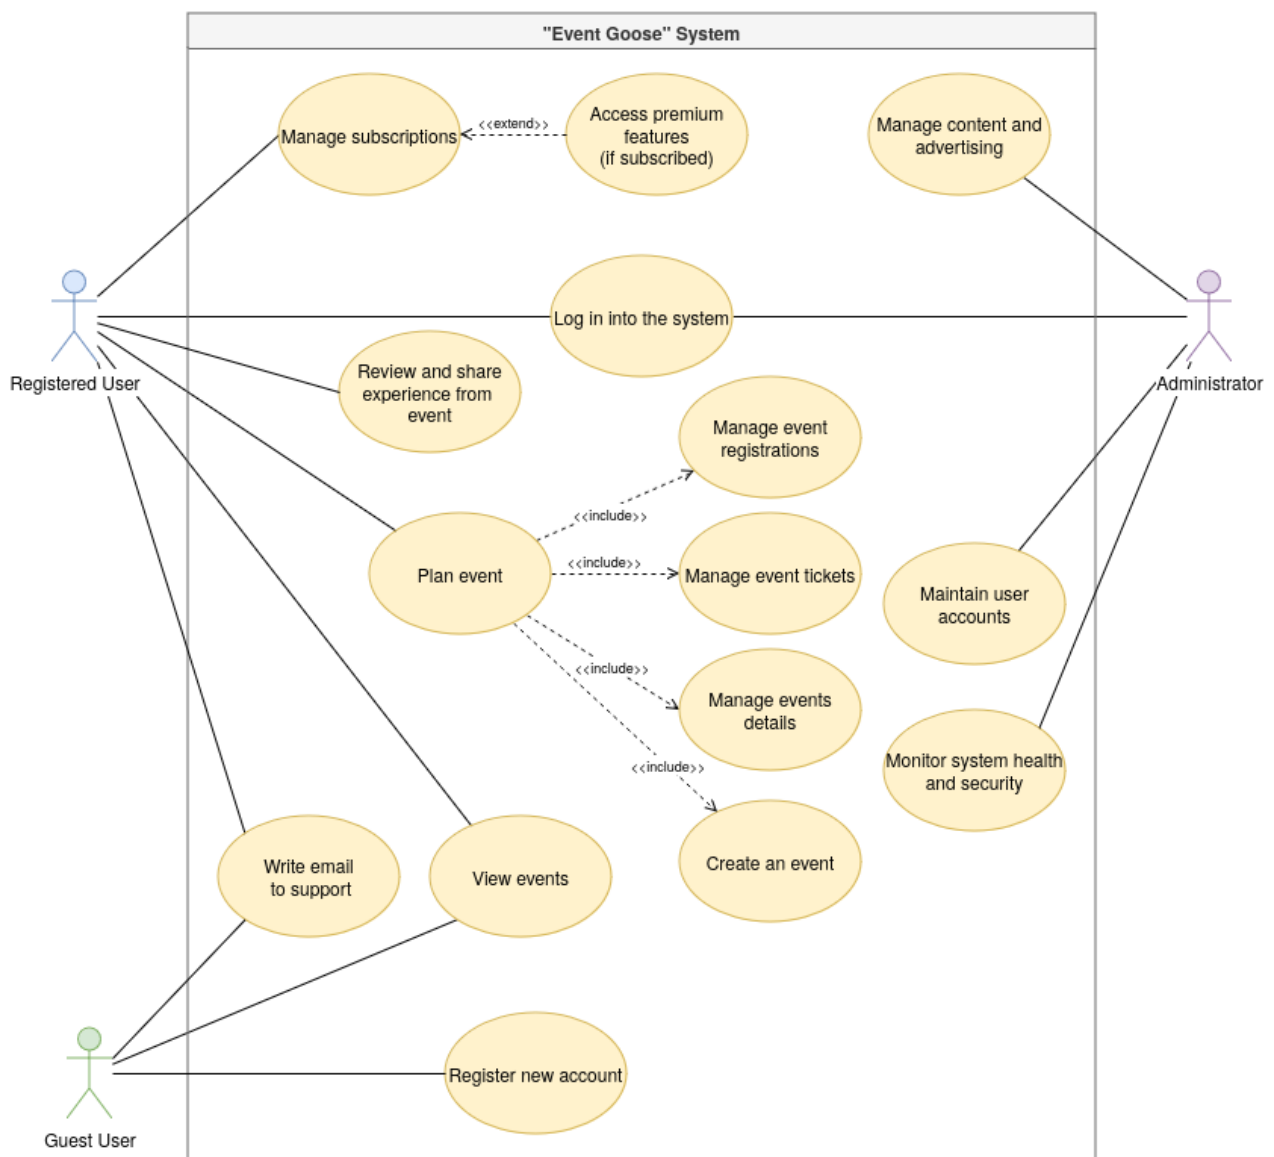 "Event Goose" System
Manage subscriptions
<<extend>>
Access premium
features
(if subscribed)
Manage content and
advertising
Log in into the system
Registered User
Administrator
Review and share
experience from
event
Manage event
registrations
<<include>>
Plan event
<<include>>
Manage event tickets
Maintain user
accounts
<<include>>
Manage events
details
Monitor system health
and security
<<include>>
Create an event
Write email
to support
View events
Register new account
Guest User